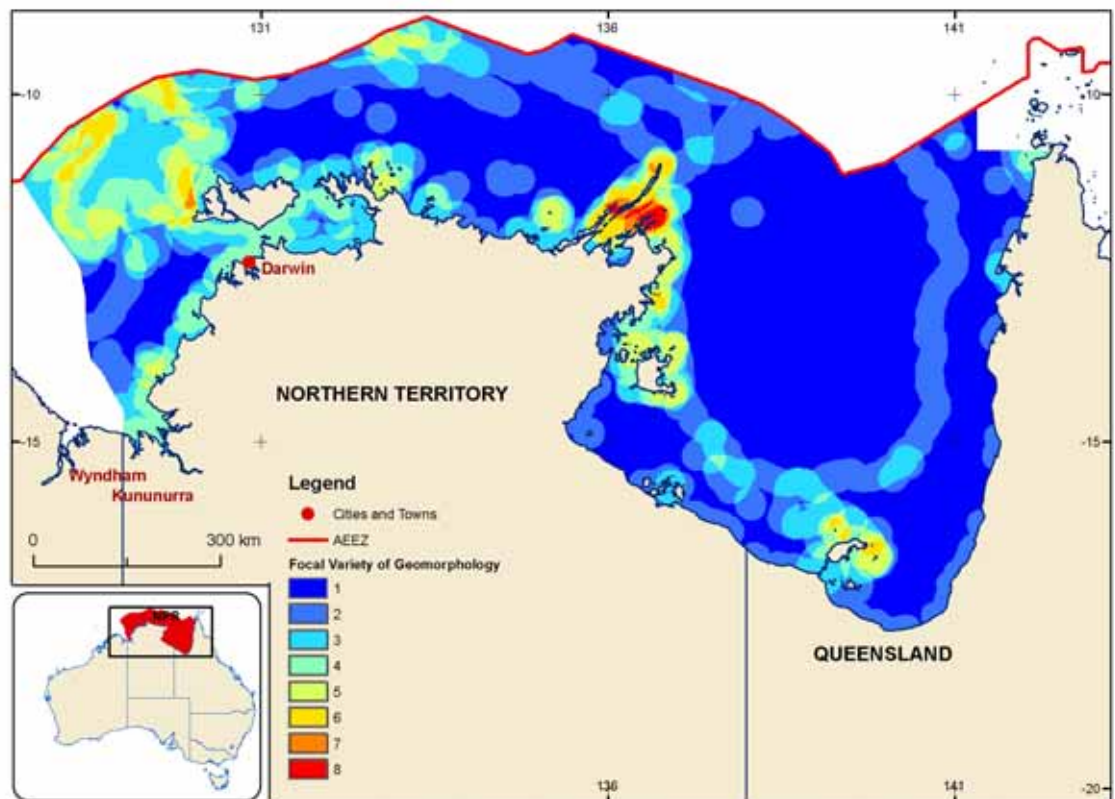 131
136
141
-10
-10
Darwin
NORTHERN TERRITORY
-15
-15
Wyndham
Kununurra
0 300 km
Legend
Cities and Towns
AEEZ
Focal Variety of Geomorphology
1
2
3
4
5
6
7
8
QUEENSLAND
136
141
-20